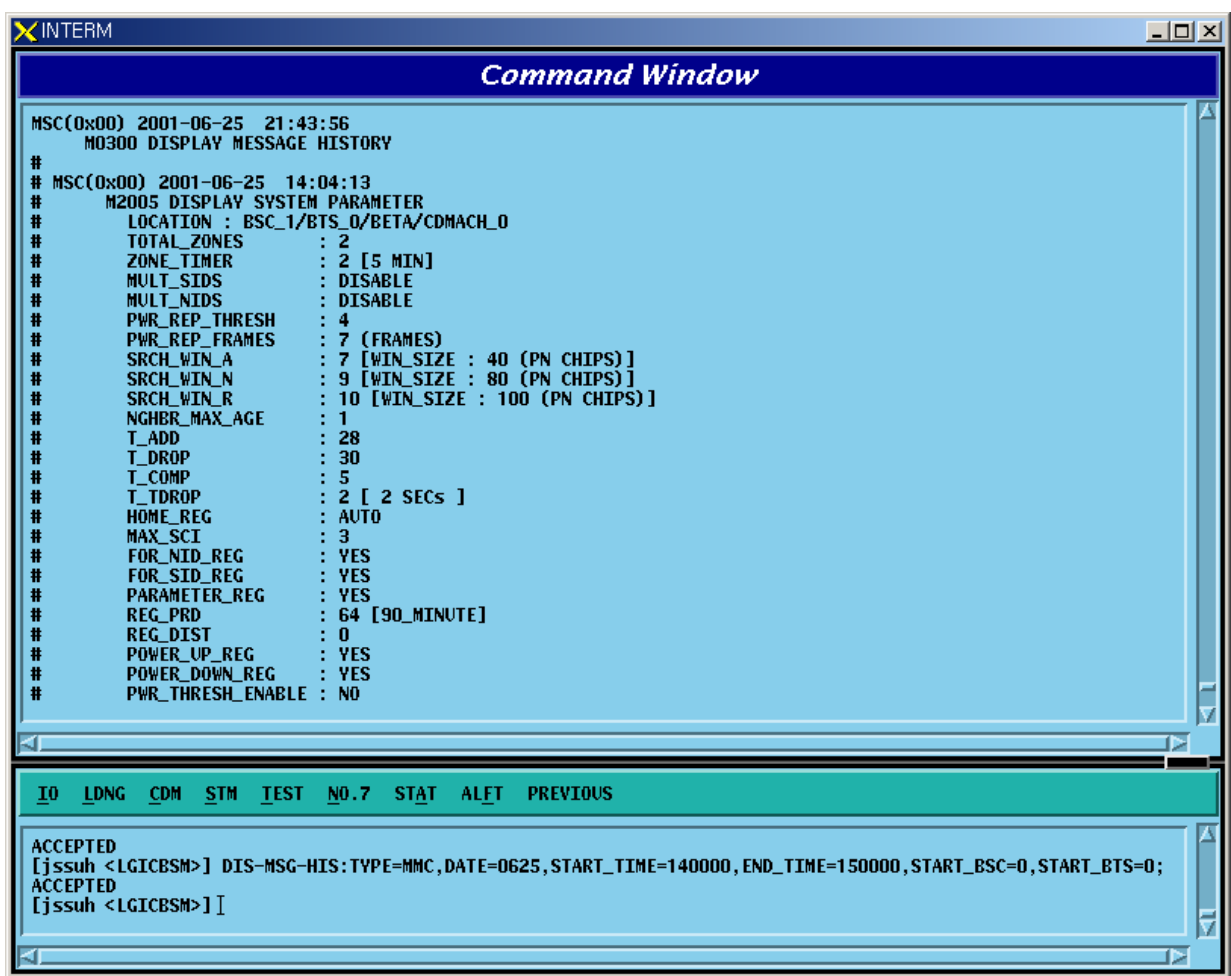 INTERM
Command Window
MSC(0x00) 2001-06-25 21:43:56
M0300 DISPLAY MESSAGE HISTORY
#
# MSC(0x00) 2001-06-25 14:04:13
# M2005 DISPLAY SYSTEM PARAMETER
# LOCATION : BSC_1/BTS_0/BETA/CDMACH_0
# TOTAL_ZONES : 2
# ZONE_TIMER : 2 [5 MIN]
# MULT_SIDS : DISABLE
# MULT_NIDS : DISABLE
# PWR_REP_THRESH : 4
# PWR_REP_FRAMES : 7 (FRAMES)
# SRCH_WIN_A : 7 [WIN_SIZE : 40 (PN CHIPS)]
# SRCH_WIN_N : 9 [WIN_SIZE : 80 (PN CHIPS)]
# SRCH_WIN_R : 10 [WIN_SIZE : 100 (PN CHIPS)]
# NGHBR_MAX_AGE : 1
# T_ADD : 28
# T_DROP : 30
# T_COMP : 5
# T_TDROP : 2 [ 2 SECs ]
# HOME_REG : AUTO
# MAX_SCI : 3
# FOR_NID_REG : YES
# FOR_SID_REG : YES
# PARAMETER_REG : YES
# REG_PRD : 64 [90_MINUTE]
# REG_DIST : 0
# POWER_UP_REG : YES
# POWER_DOWN_REG : YES
# PWR_THRESH_ENABLE : NO
IO LDNG CDM STM TEST NO.7 STAT ALFT PREVIOUS
ACCEPTED
[jssuh <LGICBSM>] DIS-MSG-HIS:TYPE=MMC,DATE=0625,START_TIME=140000,END_TIME=150000,START_BSC=0,START_BTS=0;
ACCEPTED
[jssuh <LGICBSM>]